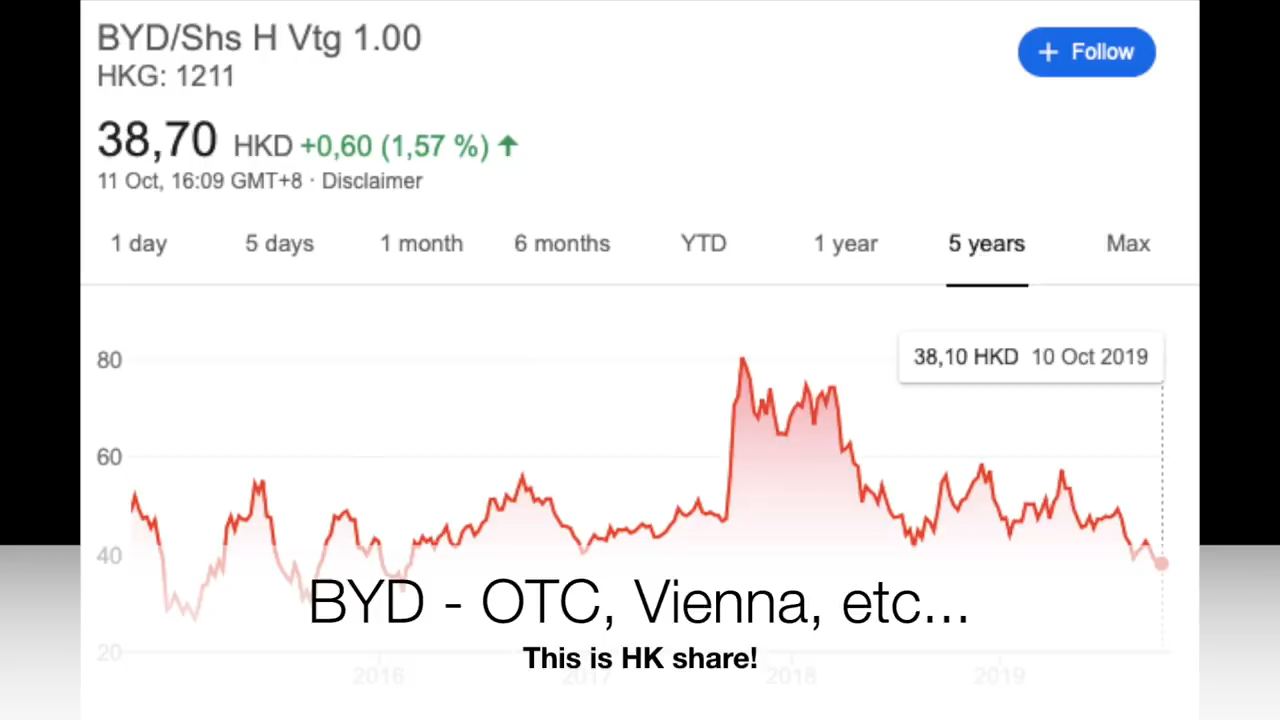 BYD/Shs H Vtg 1.00
HKG: 1211
+ Follow
38,70 HKD +0,60 (1,57 %) ↑
11 Oct, 16:09 GMT+8 · Disclaimer
1 day 5 days 1 month 6 months YTD 1 year 5 years Max
38,10 HKD 10 Oct 2019
80
60
40
20
BYD - OTC, Vienna, etc...
This is HK share!
2016 2017 2018 2019